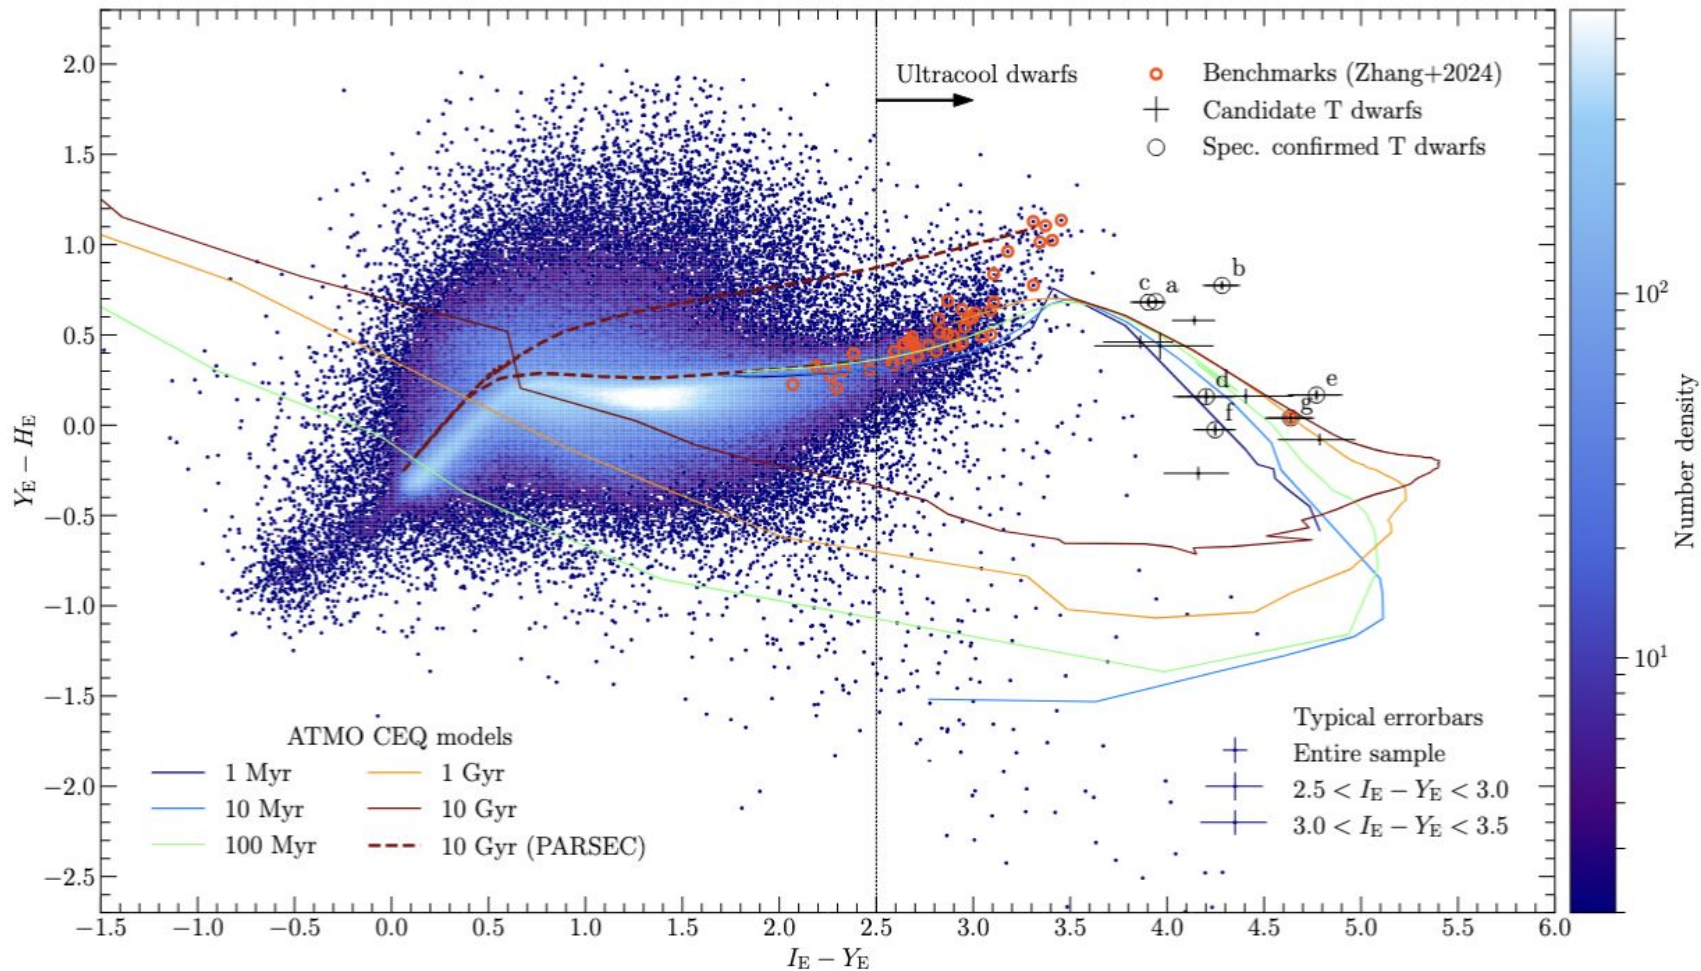 2.0
1.5
1.0
0.5
0.0
−0.5
−1.0
−1.5
−2.0
−2.5
Y_E − H_E
−1.5 −1.0 −0.5 0.0 0.5 1.0 1.5 2.0 2.5 3.0 3.5 4.0 4.5 5.0 5.5 6.0
I_E − Y_E
Ultracool dwarfs
Benchmarks (Zhang+2024)
Candidate T dwarfs
Spec. confirmed T dwarfs
c a b
d e
f g
ATMO CEQ models
1 Myr 1 Gyr
10 Myr 10 Gyr
100 Myr 10 Gyr (PARSEC)
Typical errorbars
Entire sample
2.5 < I_E − Y_E < 3.0
3.0 < I_E − Y_E < 3.5
10²
10¹
Number density